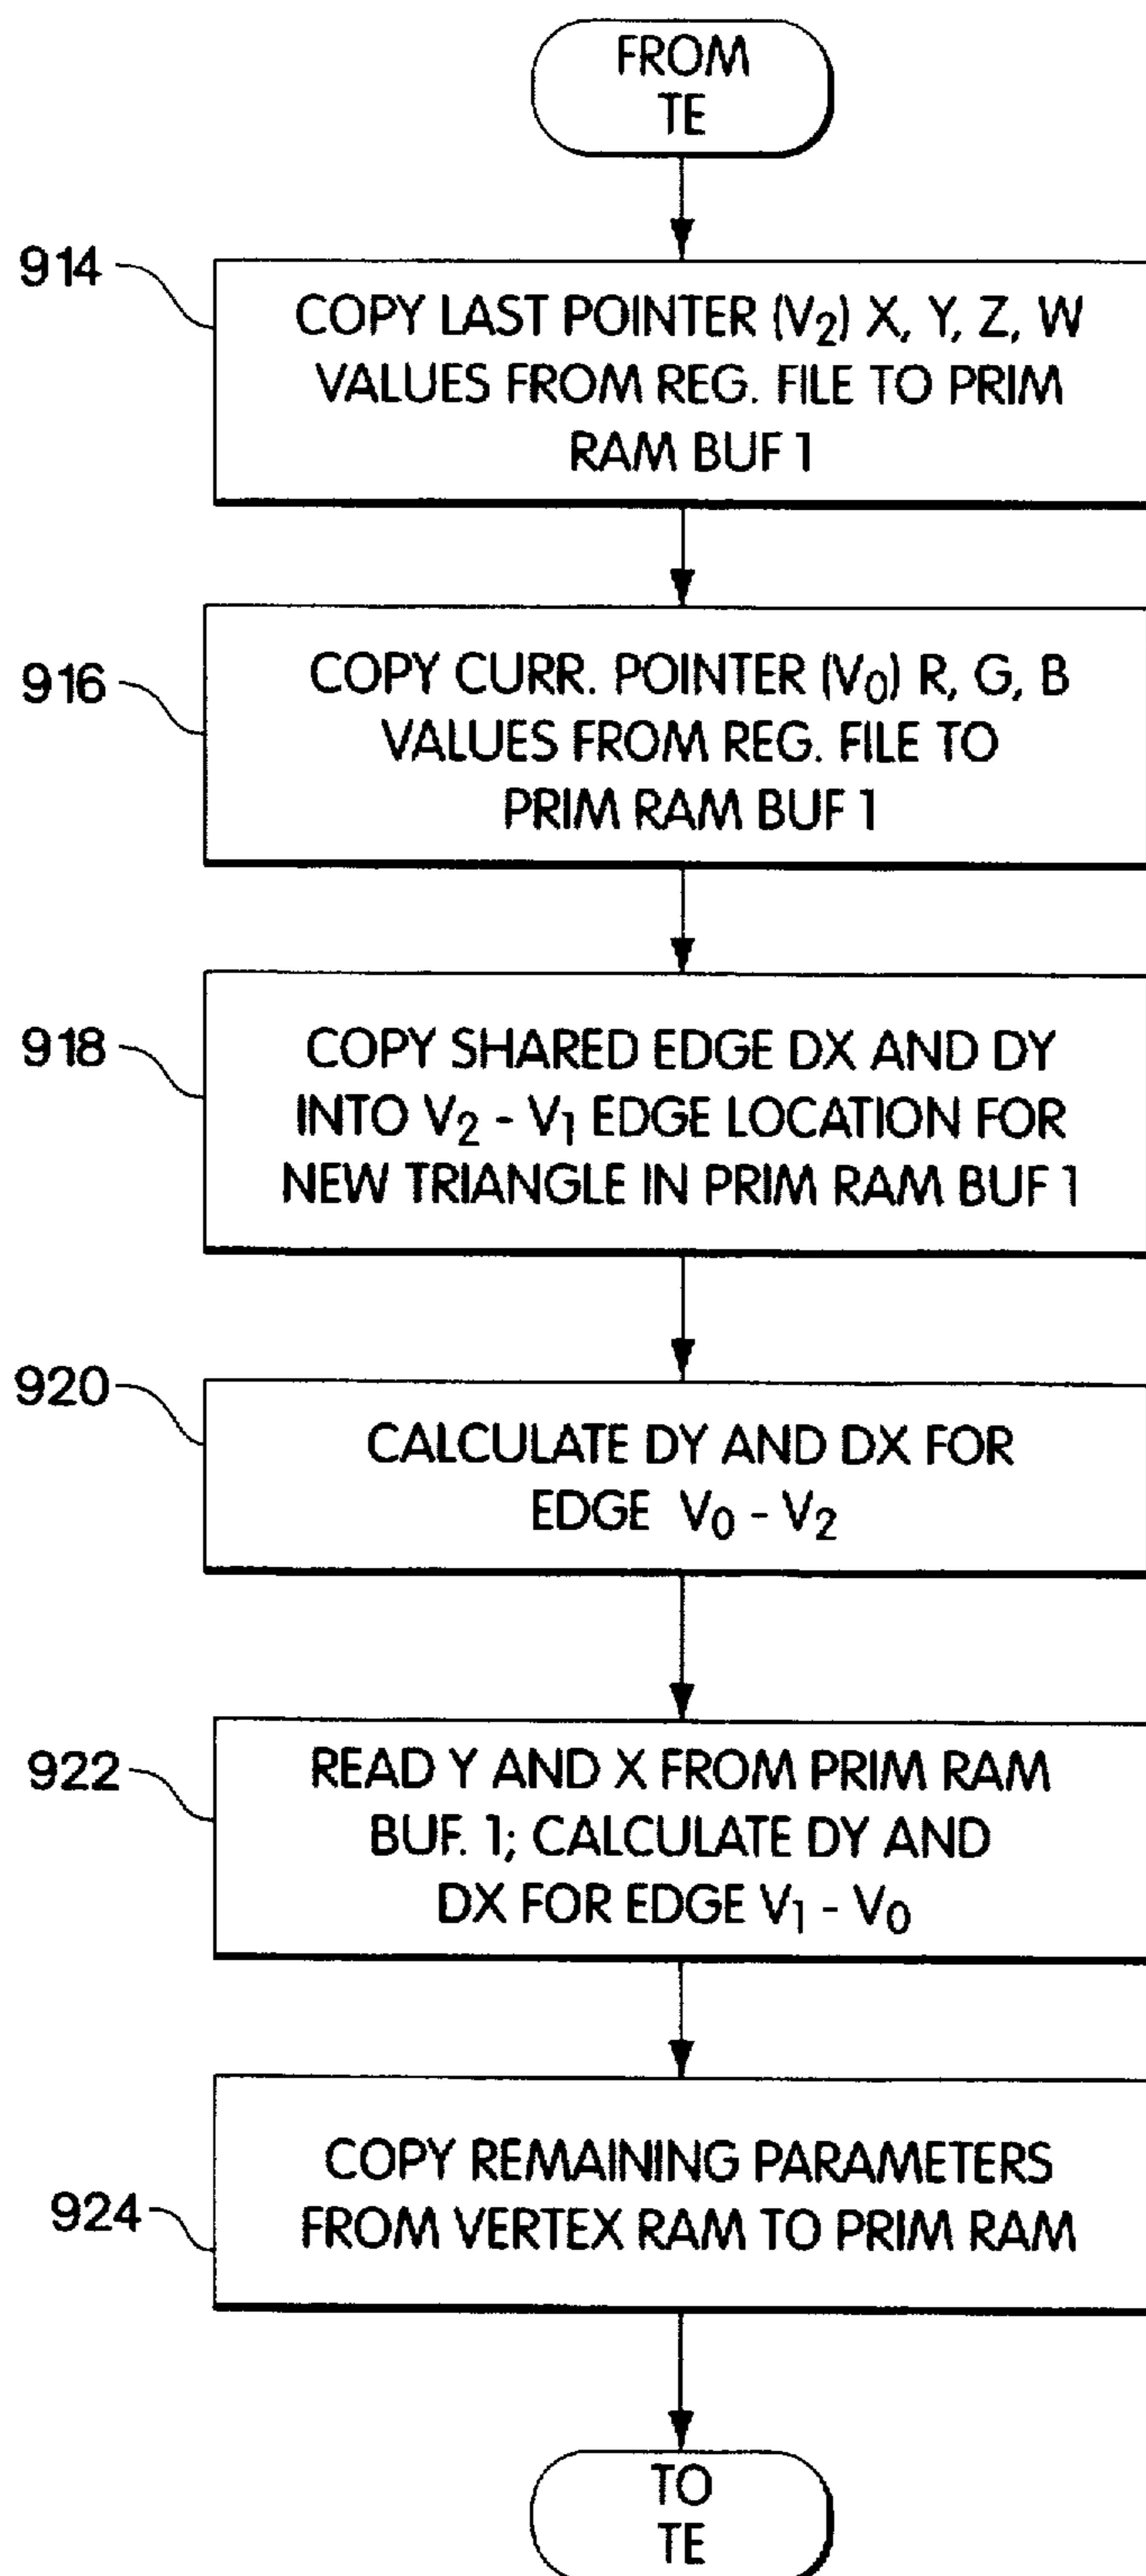 FROM
TE
914
COPY LAST POINTER (V₂) X, Y, Z, W
VALUES FROM REG. FILE TO PRIM
RAM BUF 1
916
COPY CURR. POINTER (V₀) R, G, B
VALUES FROM REG. FILE TO
PRIM RAM BUF 1
918
COPY SHARED EDGE DX AND DY
INTO V₂ - V₁ EDGE LOCATION FOR
NEW TRIANGLE IN PRIM RAM BUF 1
920
CALCULATE DY AND DX FOR
EDGE V₀ - V₂
922
READ Y AND X FROM PRIM RAM
BUF. 1; CALCULATE DY AND
DX FOR EDGE V₁ - V₀
924
COPY REMAINING PARAMETERS
FROM VERTEX RAM TO PRIM RAM
TO
TE